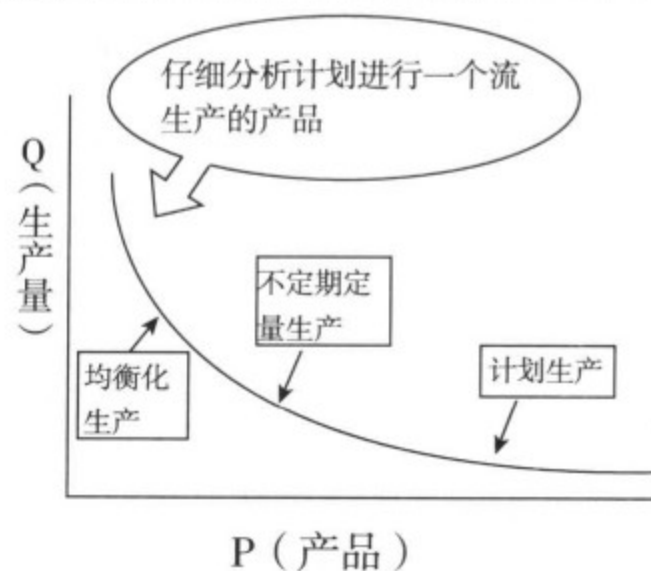 仔细分析计划进行一个流
生产的产品
Q
（生产量）
不定期定
量生产
均衡化
生产
计划生产
P（产品）